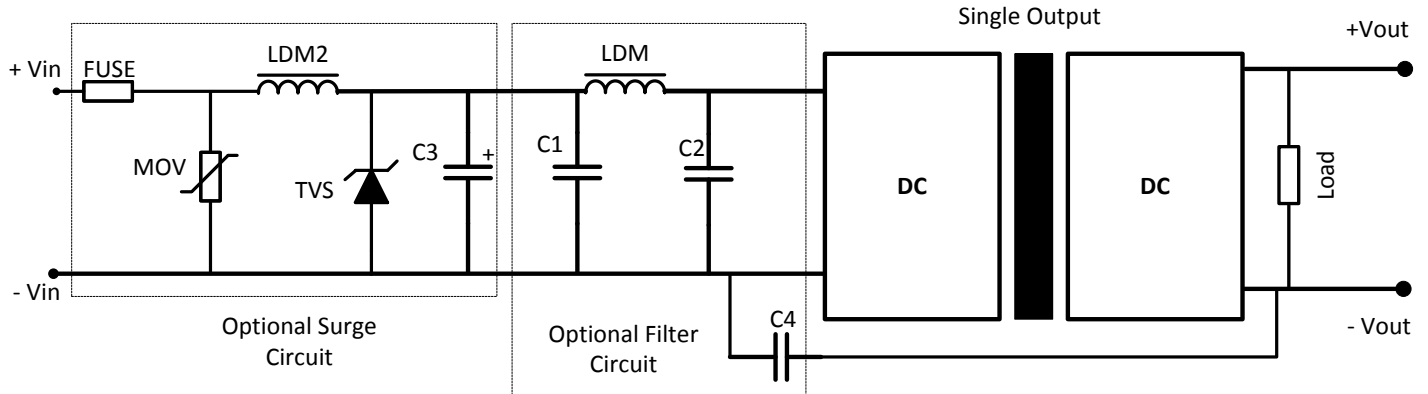 Single Output
+Vout
LDM2
LDM
+ Vin
FUSE
C3
+
C1
C2
MOV
TVS
DC
DC
Load
- Vin
Optional Surge
Circuit
Optional Filter
Circuit
C4
- Vout